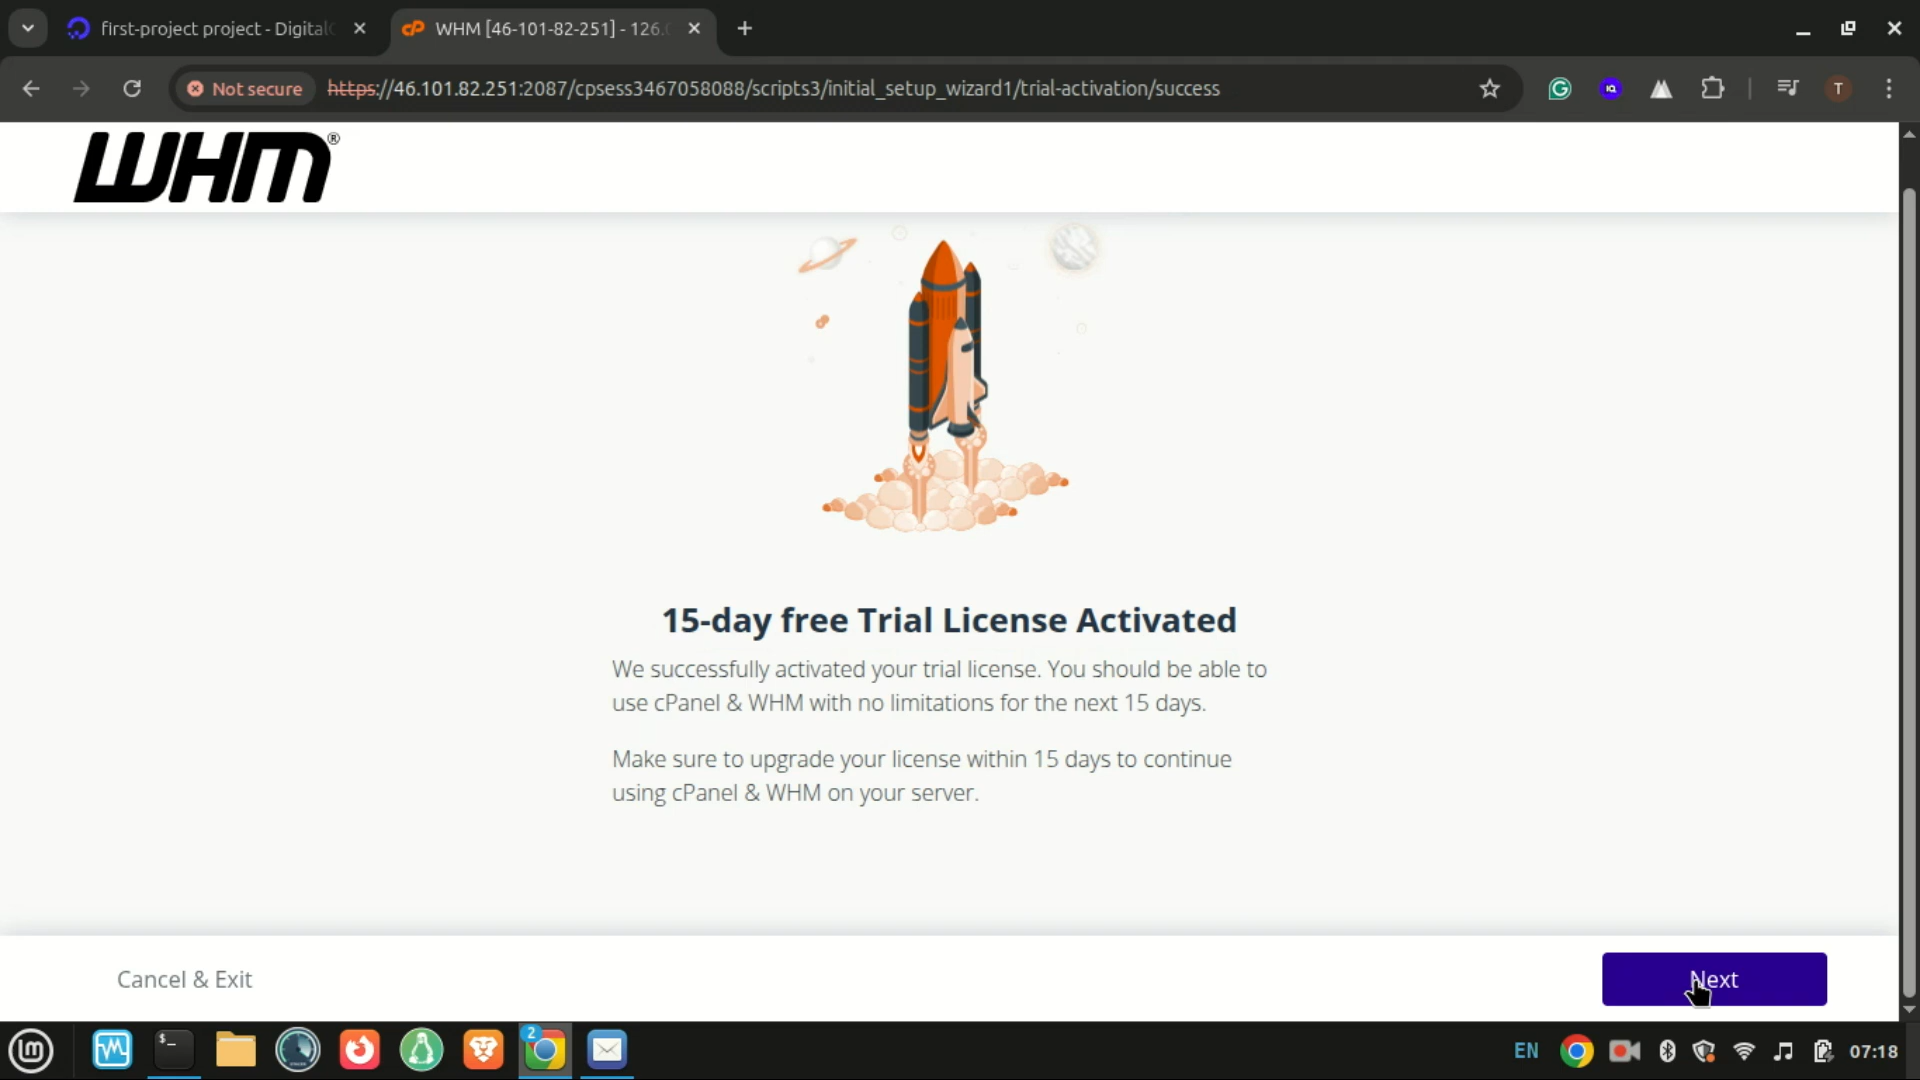 first-project project - Digital
WHM [46-101-82-251] - 126.
Not secure
https://46.101.82.251:2087/cpsess3467058088/scripts3/initial_setup_wizard1/trial-activation/success
T
WHM®
15-day free Trial License Activated
We successfully activated your trial license. You should be able to
use cPanel & WHM with no limitations for the next 15 days.
Make sure to upgrade your license within 15 days to continue
using cPanel & WHM on your server.
Cancel & Exit
Next
2
EN
07:18